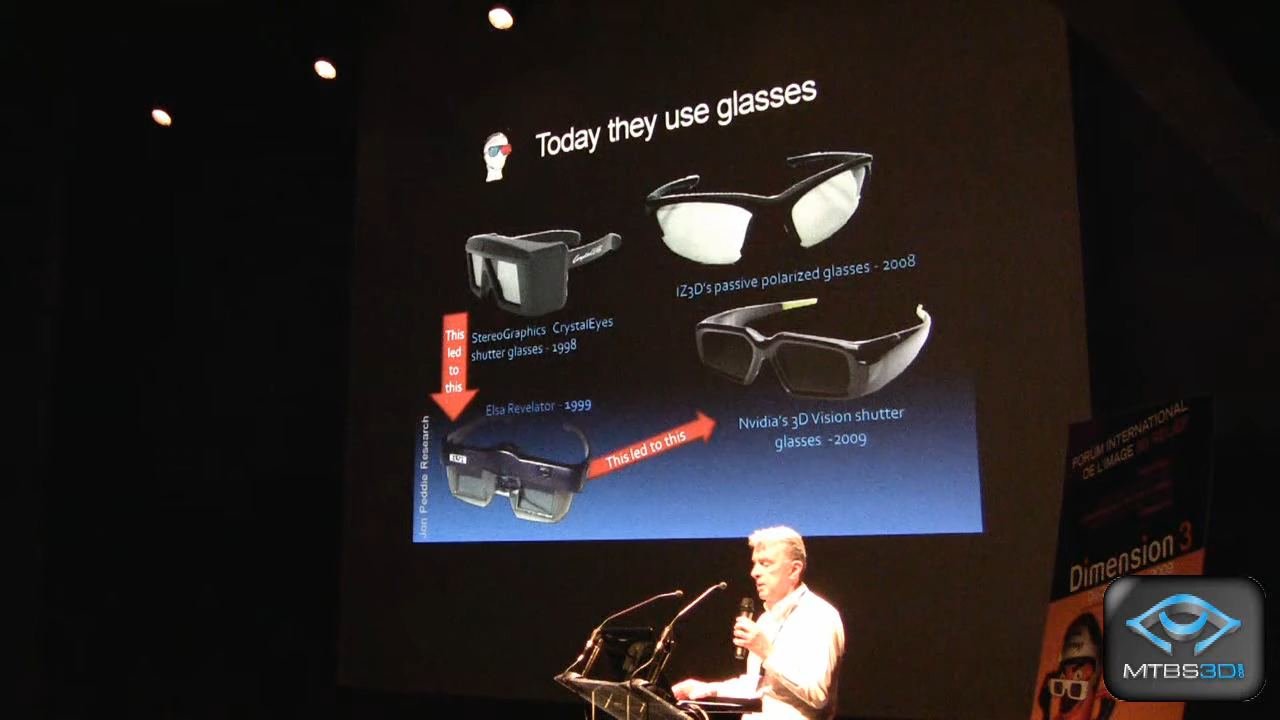 Today they use glasses
IZ3D's passive polarized glasses - 2008
StereoGraphics CrystalEyes
shutter glasses - 1998
This
led
to
this
Elsa Revelator - 1999
This led to this
Nvidia's 3D Vision shutter
glasses -2009
Jon Peddie Research
FORUM INTERNATIONAL
DE L'IMAGE
Dimension 3
2009
MTBS3D